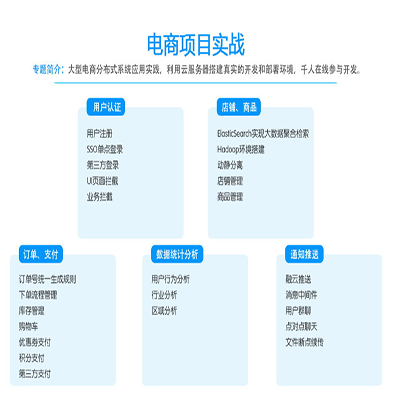 电商项目实战
专题简介：大型电商分布式系统应用实践，利用云服务器搭建真实的开发和部署环境，千人在线参与开发。
用户认证
用户注册
SSO单点登录
第三方登录
UI页面拦截
业务拦截
店铺、商品
ElasticSearch实现大数据聚合检索
Hadoop环境搭建
动静分离
店铺管理
商品管理
订单、支付
订单号统一生成规则
下单流程管理
库存管理
购物车
优惠券支付
积分支付
第三方支付
数据统计分析
用户行为分析
行业分析
区域分析
通知推送
融云推送
消息中间件
用户群聊
点对点聊天
文件断点续传